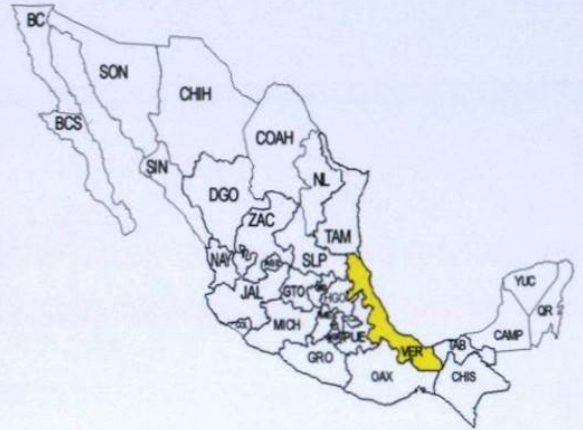 BC
SON
CHIH
BCS
COAH
SIN
NL
DGO
ZAC
TAM
NAY
SLP
JAL
GTO
HGO
MICH
PUE
GRO
OAX
VER
TAB
CHIS
CAMP
YUC
QR